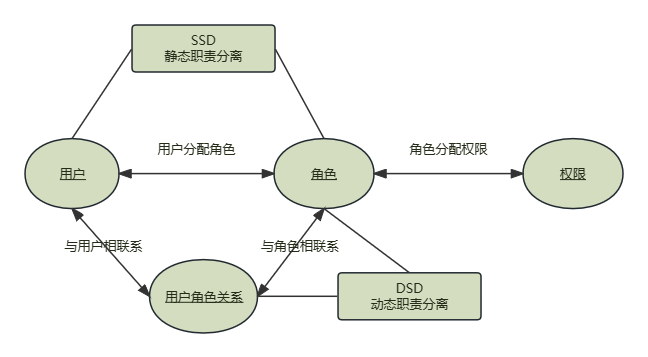 SSD
静态职责分离
用户分配角色
角色分配权限
用户
角色
权限
与用户相联系
与角色相联系
用户角色关系
DSD
动态职责分离